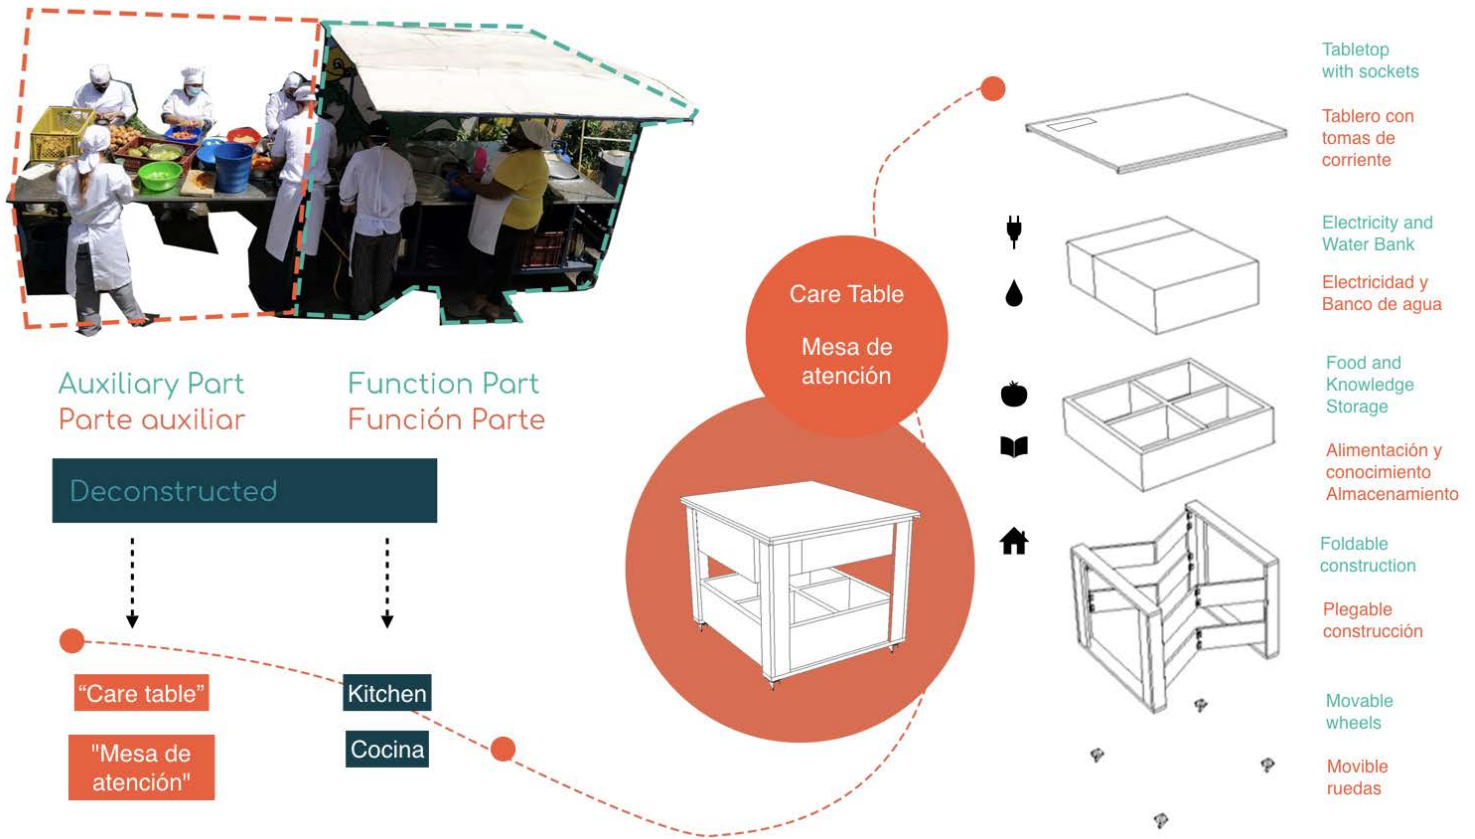 Auxiliary Part
Parte auxiliar
Function Part
Función Parte
Deconstructed
“Care table”
"Mesa de
atención"
Kitchen
Cocina
Care Table
Mesa de
atención
Tabletop
with sockets
Tablero con
tomas de
corriente
Electricity and
Water Bank
Electricidad y
Banco de agua
Food and
Knowledge
Storage
Alimentación y
conocimiento
Almacenamiento
Foldable
construction
Plegable
construcción
Movable
wheels
Movible
ruedas